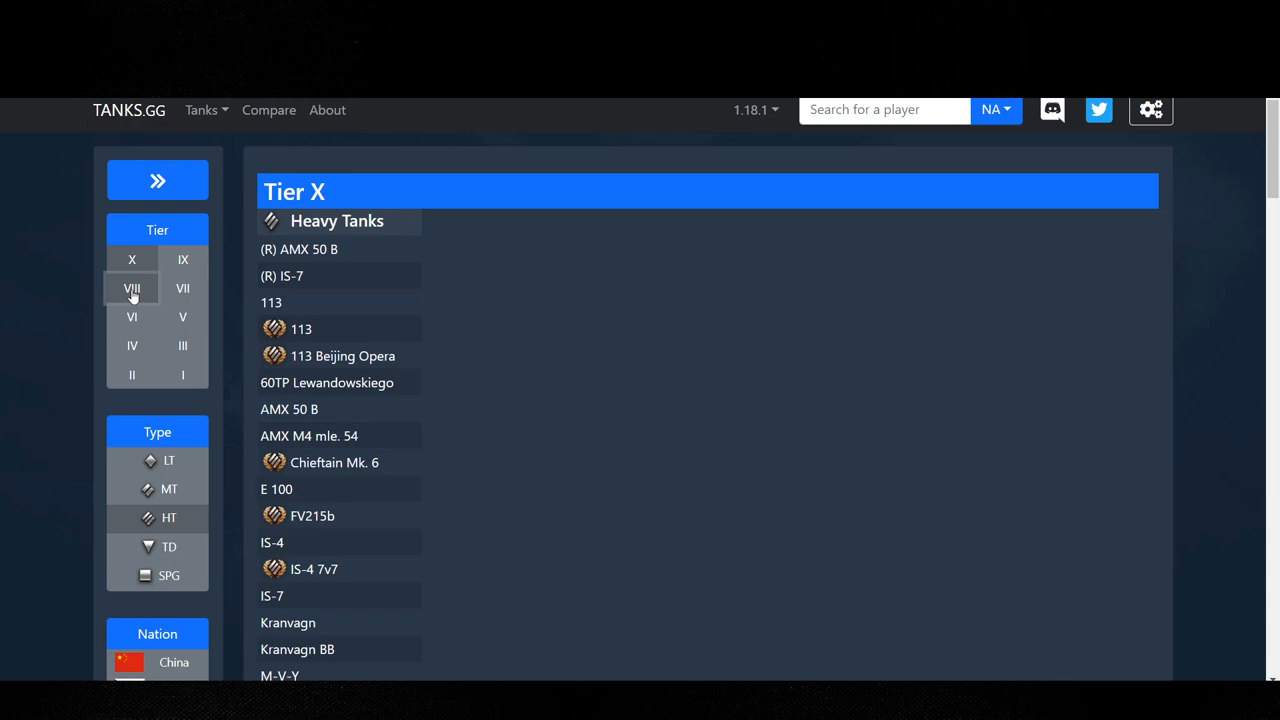 TANKS.GG Tanks Compare About 1.18.1 Search for a player NA
Tier
X IX
VIII VII
VI V
IV III
II I
Type
LT
MT
HT
TD
SPG
Nation
China
Tier X
Heavy Tanks
(R) AMX 50 B
(R) IS-7
113
113
113 Beijing Opera
60TP Lewandowskiego
AMX 50 B
AMX M4 mle. 54
Chieftain Mk. 6
E 100
FV215b
IS-4
IS-4 7v7
IS-7
Kranvagn
Kranvagn BB
M-V-Y